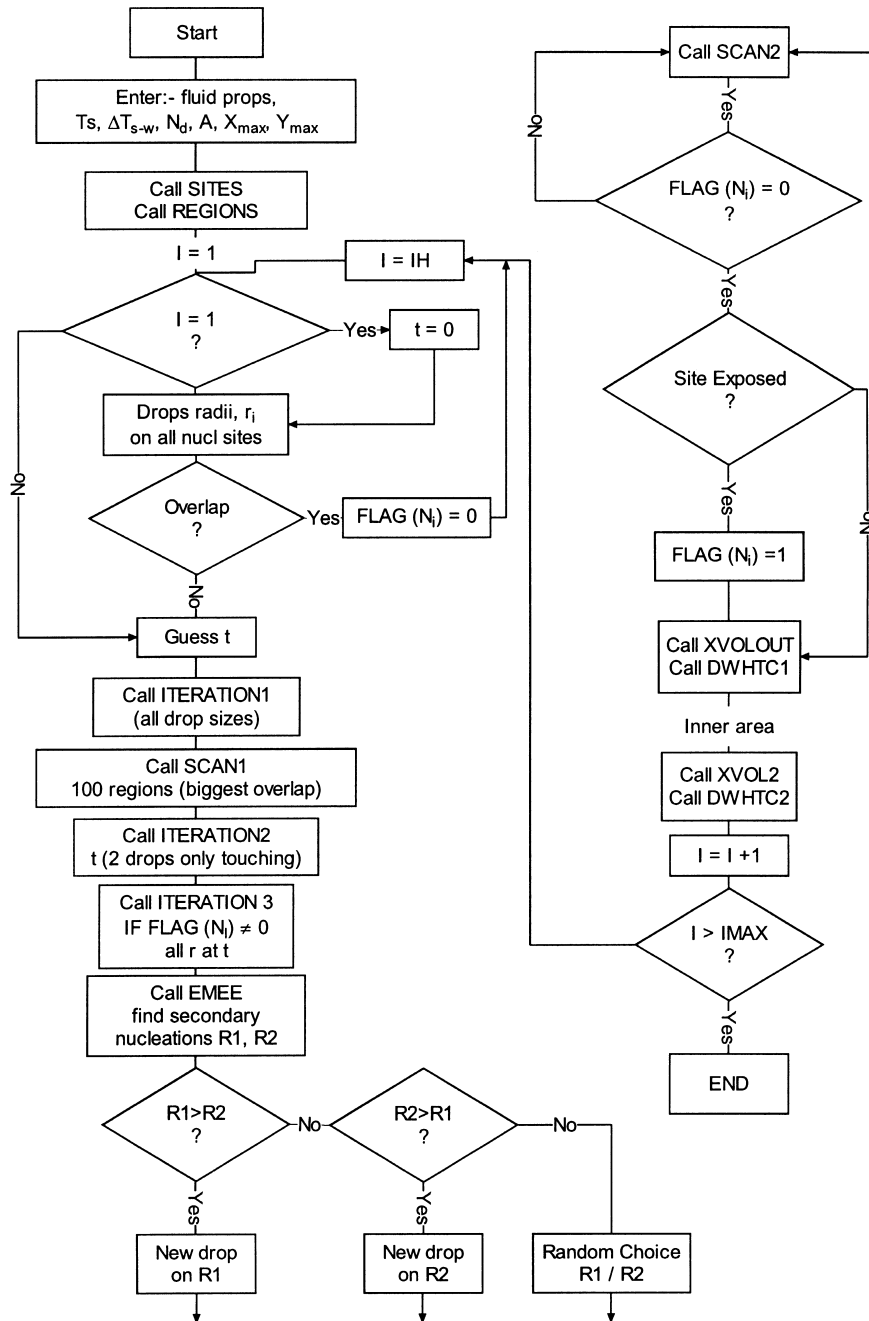 Start
Enter:- fluid props,
Ts, ΔTs-w, Nd, A, Xmax, Ymax
Call SITES
Call REGIONS
I = 1
I = IH
I = 1
?
Yes
t = 0
No
Drops radii, ri
on all nucl sites
Overlap
?
Yes
FLAG (Ni) = 0
No
Guess t
Call ITERATION1
(all drop sizes)
Call SCAN1
100 regions (biggest overlap)
Call ITERATION2
t (2 drops only touching)
Call ITERATION 3
IF FLAG (NI) ≠ 0
all r at t
Call EMEE
find secondary
nucleations R1, R2
R1>R2
?
No
R2>R1
?
No
Yes
Yes
New drop
on R1
New drop
on R2
Random Choice
R1 / R2
Call SCAN2
Yes
No
FLAG (Ni) = 0
?
Yes
Site Exposed
?
Yes
No
FLAG (Ni) =1
Call XVOLOUT
Call DWHTC1
Inner area
Call XVOL2
Call DWHTC2
I = I +1
I > IMAX
?
Yes
END